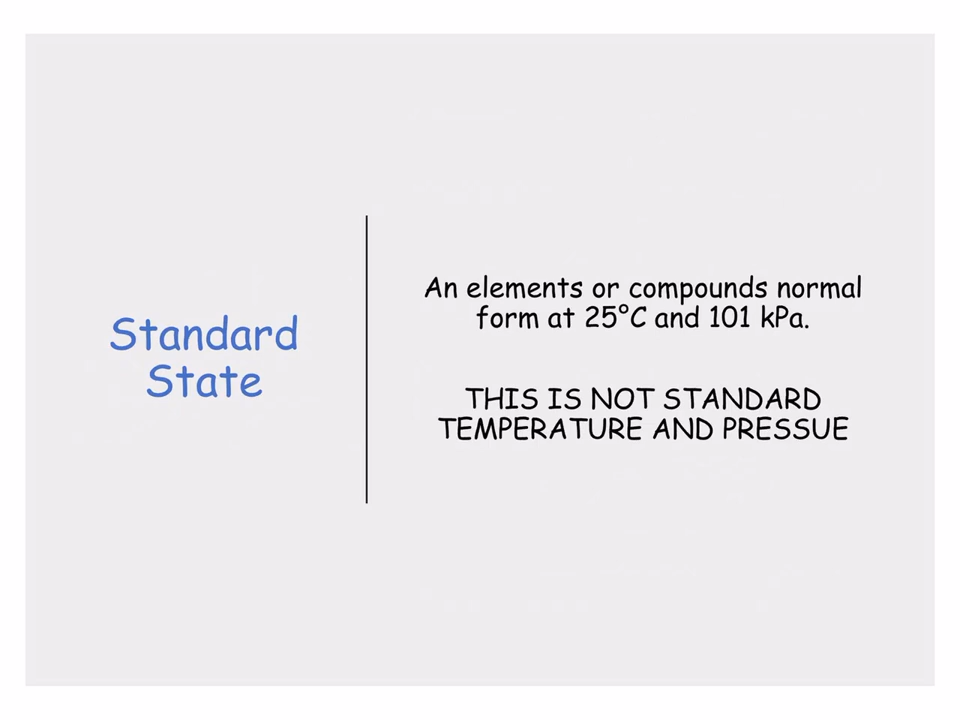 Standard
State
An elements or compounds normal
form at 25°C and 101 kPa.
THIS IS NOT STANDARD
TEMPERATURE AND PRESSUE